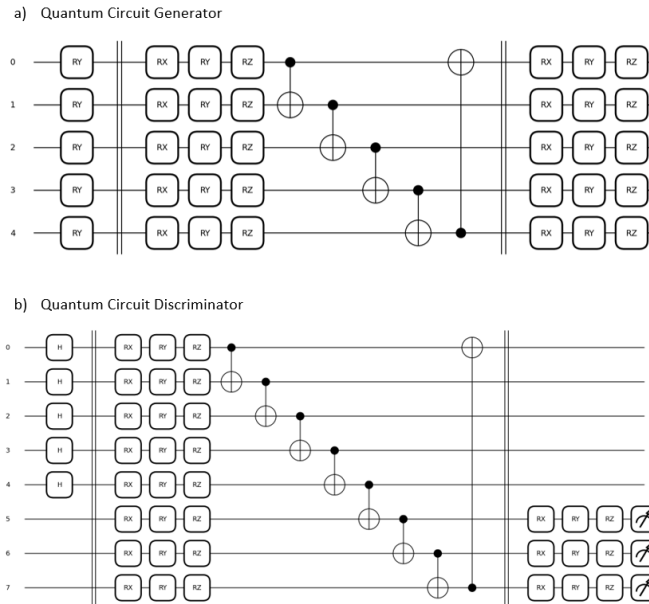 a) Quantum Circuit Generator
0 RY RX RY RZ RX RY RZ
1 RY RX RY RZ RX RY RZ
2 RY RX RY RZ RX RY RZ
3 RY RX RY RZ RX RY RZ
4 RY RX RY RZ RX RY RZ
b) Quantum Circuit Discriminator
0 H RX RY RZ
1 H RX RY RZ
2 H RX RY RZ
3 H RX RY RZ
4 H RX RY RZ
5 RX RY RZ RX RY RZ
6 RX RY RZ RX RY RZ
7 RX RY RZ RX RY RZ